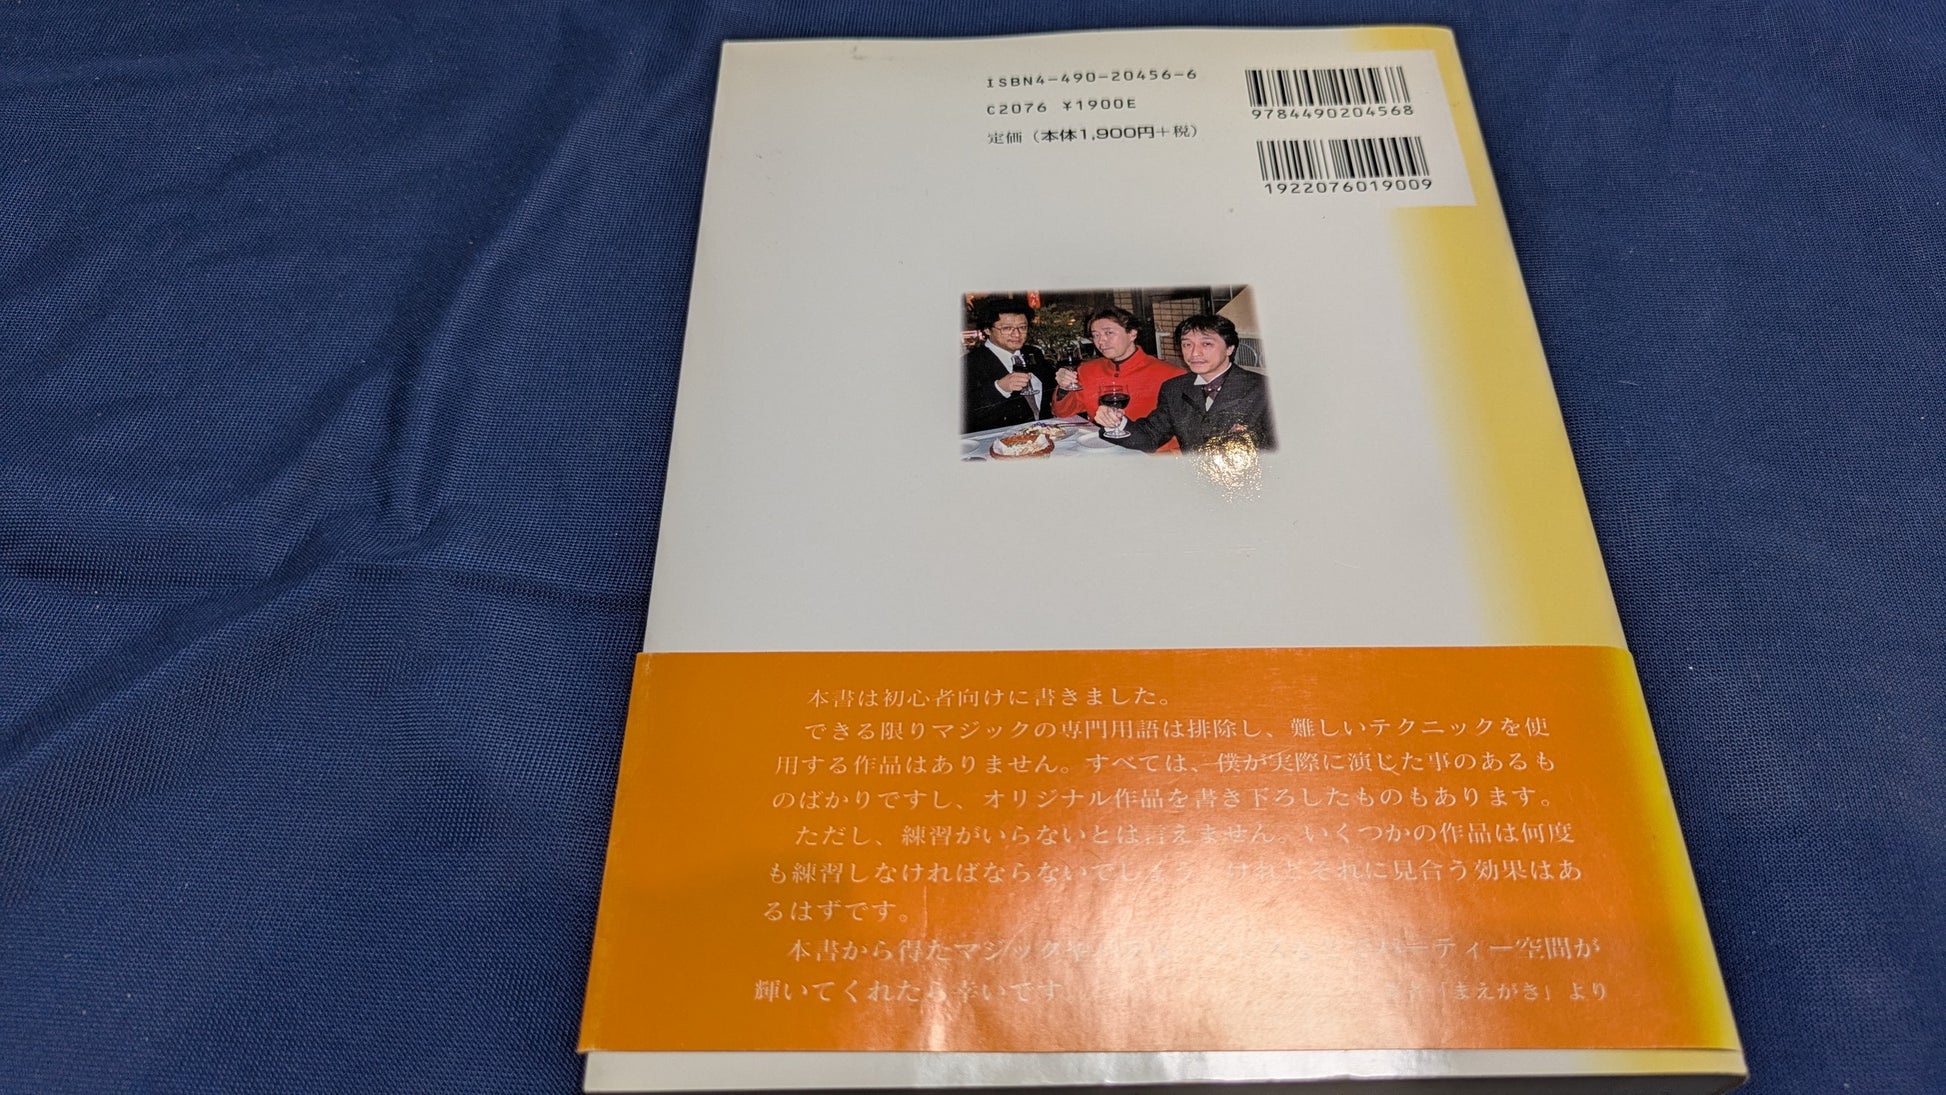 ISBN4-490-20456-6
C2076 ¥1900E
定価（本体1,900円＋税）
9784490204568
1922076019009
本書は初心者向けに書きました。
できる限りマジックの専門用語は排除し、難しいテクニックを使
用する作品はありません。すべては、僕が実際に演じた事のあるも
のばかりですし、オリジナル作品を書き下ろしたものもあります。
ただし、練習がいらないとは言えません。いくつかの作品は何度
も練習しなければならないでしょう。けれどそれに見合う効果はあ
るはずです。
本書から得たマジックや パーティー空間が
輝いてくれたら幸いです。 「まえがき」より